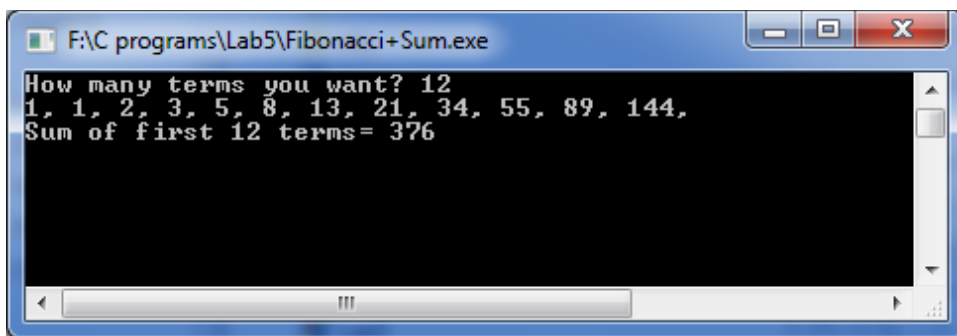 F:\C programs\Lab5\Fibonacci+Sum.exe
How many terms you want? 12
1, 1, 2, 3, 5, 8, 13, 21, 34, 55, 89, 144,
Sum of first 12 terms= 376